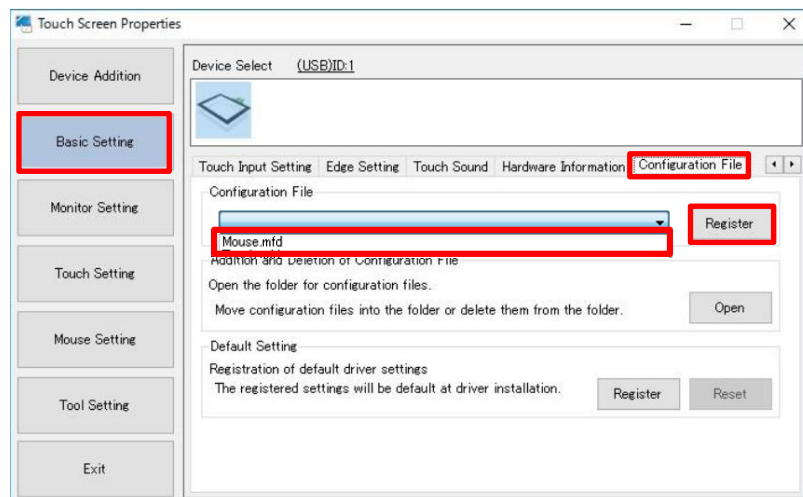 Touch Screen Properties
Device Addition
Basic Setting
Monitor Setting
Touch Setting
Mouse Setting
Tool Setting
Exit
Device Select (USB)ID:1
Touch Input Setting Edge Setting Touch Sound Hardware Information Configuration File
Configuration File
Register
Mouse.mfd
Addition and Deletion of Configuration File
Open the folder for configuration files.
Move configuration files into the folder or delete them from the folder.
Open
Default Setting
Registration of default driver settings
The registered settings will be default at driver installation.
Register Reset